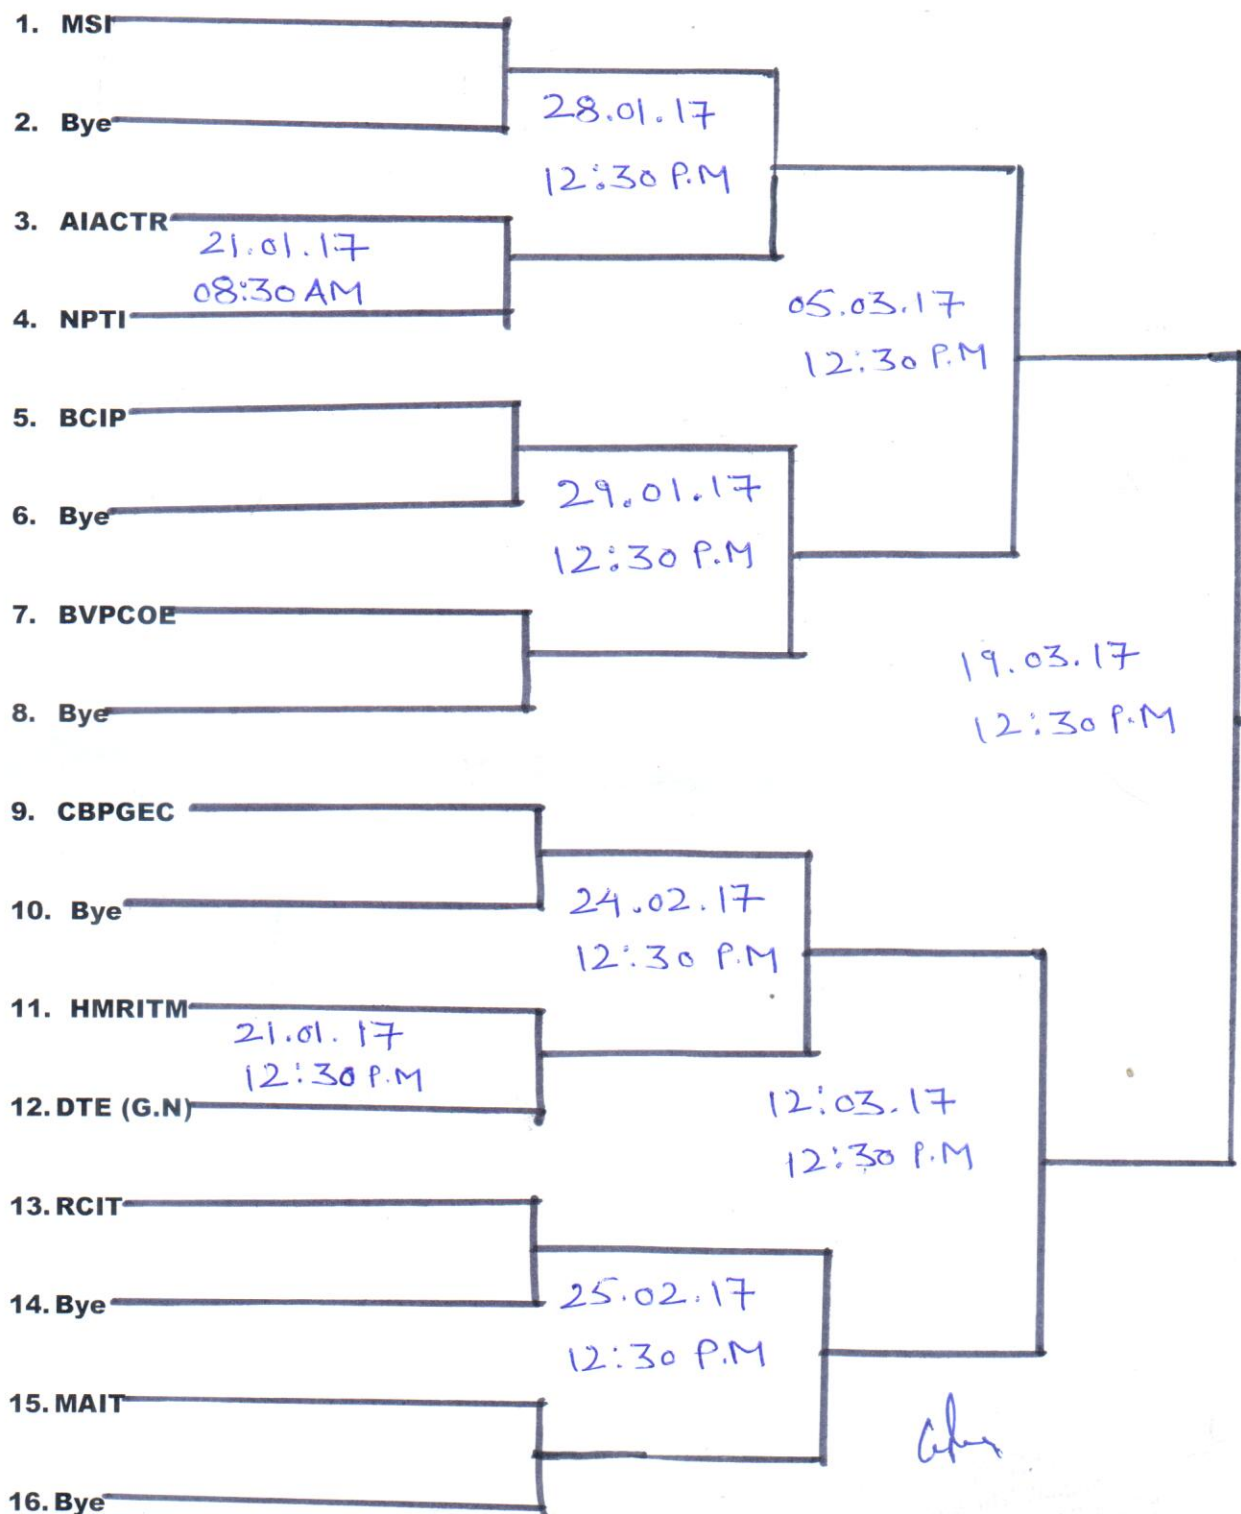 1. MSI
2. Bye
28.01.17
12:30 P.M
3. AIACTR
21.01.17
08:30 AM
4. NPTI
05.03.17
12:30 P.M
5. BCIP
6. Bye
29.01.17
12:30 P.M
7. BVPCOE
8. Bye
19.03.17
12:30 P.M
9. CBPGEC
10. Bye
24.02.17
12:30 P.M
11. HMRITM
21.01.17
12:30 P.M
12. DTE (G.N)
12:03.17
12:30 P.M
13. RCIT
14. Bye
25.02.17
12:30 P.M
15. MAIT
16. Bye